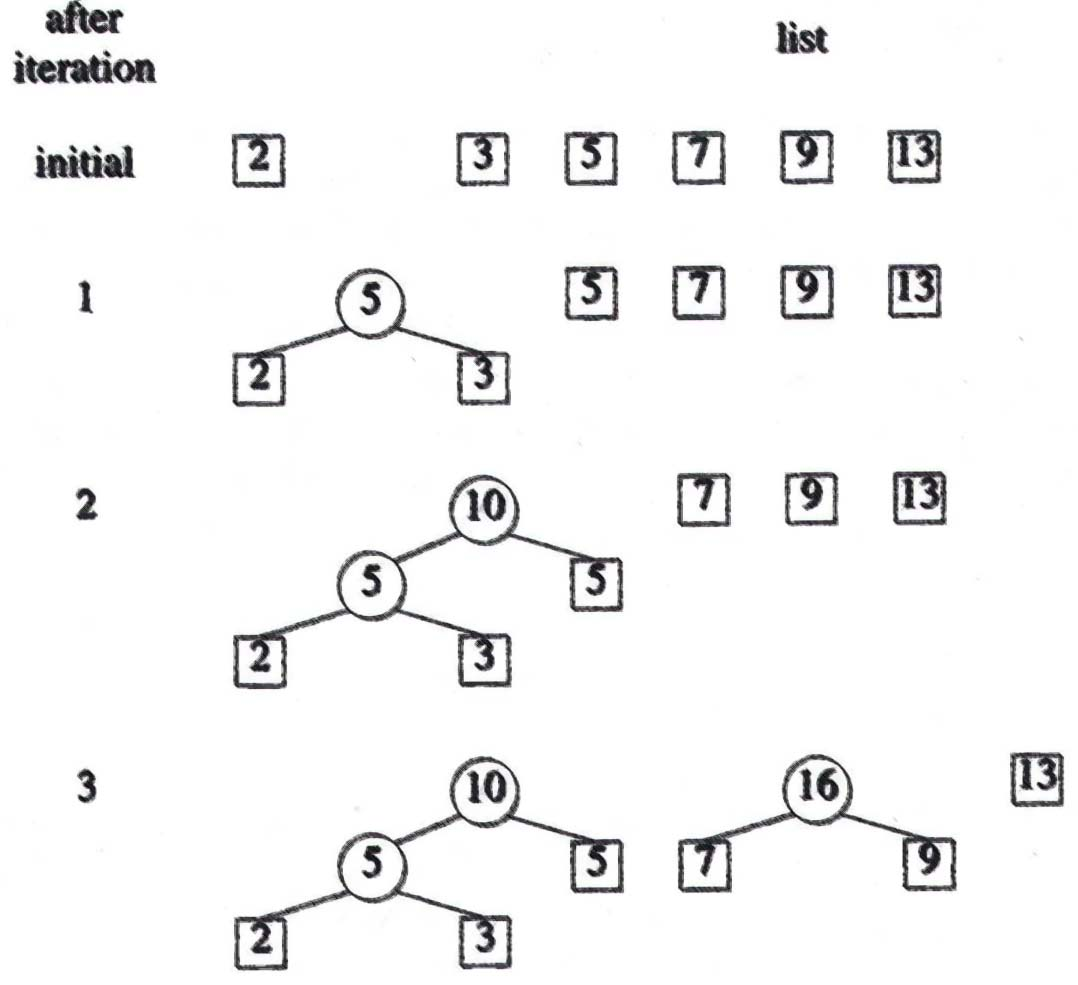 after
iteration
list
initial 2 3 5 7 9 13
1 5 5 7 9 13
2 3
2 10 7 9 13
5 5
2 3
3 10 16 13
5 5 7 9
2 3